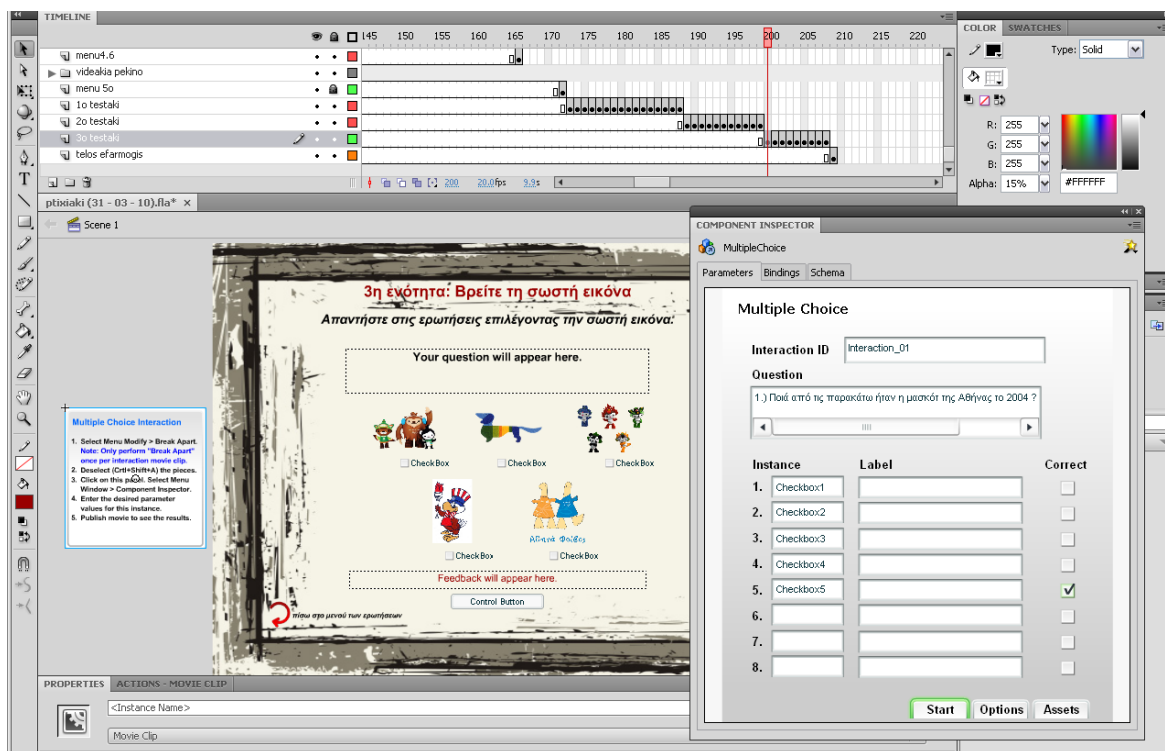 TIMELINE
145 150 155 160 165 170 175 180 185 190 195 200 205 210 215 220
menu4.6
videakia pekino
menu 5o
1o testaki
2o testaki
3o testaki
telos efarmogis
200 20.0fps 9.9s
COLOR SWATCHES
Type: Solid
R: 255
G: 255
B: 255
Alpha: 15% #FFFFFF
ptixiaki (31 - 03 - 10).fla* ×
Scene 1
3η ενότητα: Βρείτε τη σωστή εικόνα
Απαντήστε στις ερωτήσεις επιλέγοντας την σωστή εικόνα:
Your question will appear here.
CheckBox CheckBox CheckBox
Αθηνά Φοίβος
CheckBox CheckBox
Feedback will appear here.
Control Button
πίσω στο μενού των ερωτήσεων
Multiple Choice Interaction
1. Select Menu Modify > Break Apart.
Note: Only perform "Break Apart"
once per interaction movie clip.
2. Deselect (Crtl+Shift+A) the pieces.
3. Click on this panel. Select Menu
Window > Component Inspector.
4. Enter the desired parameter
values for this instance.
5. Publish movie to see the results.
COMPONENT INSPECTOR
MultipleChoice
Parameters Bindings Schema
Multiple Choice
Interaction ID Interaction_01
Question
1.) Ποιά από τις παρακάτω ήταν η μασκότ της Αθήνας το 2004 ?
Instance Label Correct
1. Checkbox1
2. Checkbox2
3. Checkbox3
4. Checkbox4
5. Checkbox5
6.
7.
8.
Start Options Assets
PROPERTIES ACTIONS - MOVIE CLIP
<Instance Name>
Movie Clip